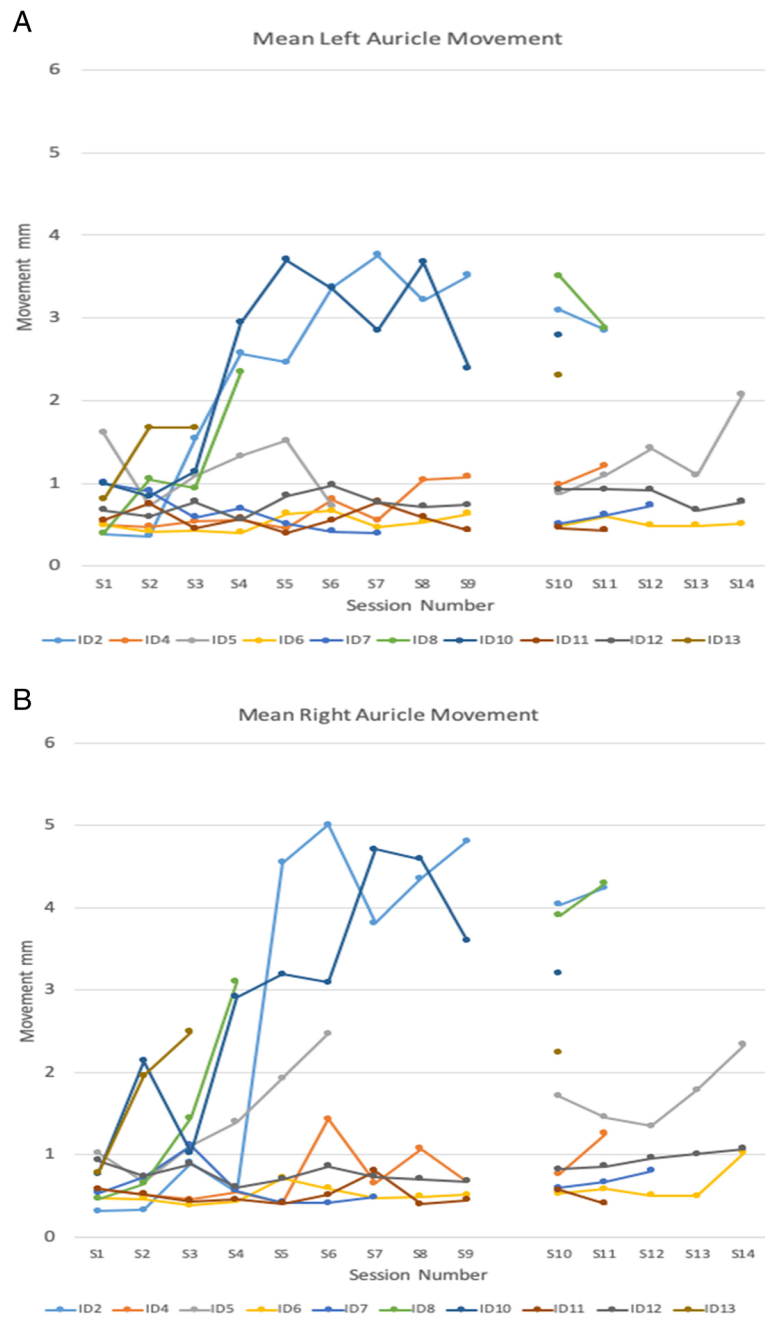 A
Mean Left Auricle Movement
6
5
4
3
2
1
0
Movement mm
S1 S2 S3 S4 S5 S6 S7 S8 S9 S10 S11 S12 S13 S14
Session Number
ID2 ID4 ID5 ID6 ID7 ID8 ID10 ID11 ID12 ID13
B
Mean Right Auricle Movement
6
5
4
3
2
1
0
Movement mm
S1 S2 S3 S4 S5 S6 S7 S8 S9 S10 S11 S12 S13 S14
Session Number
ID2 ID4 ID5 ID6 ID7 ID8 ID10 ID11 ID12 ID13